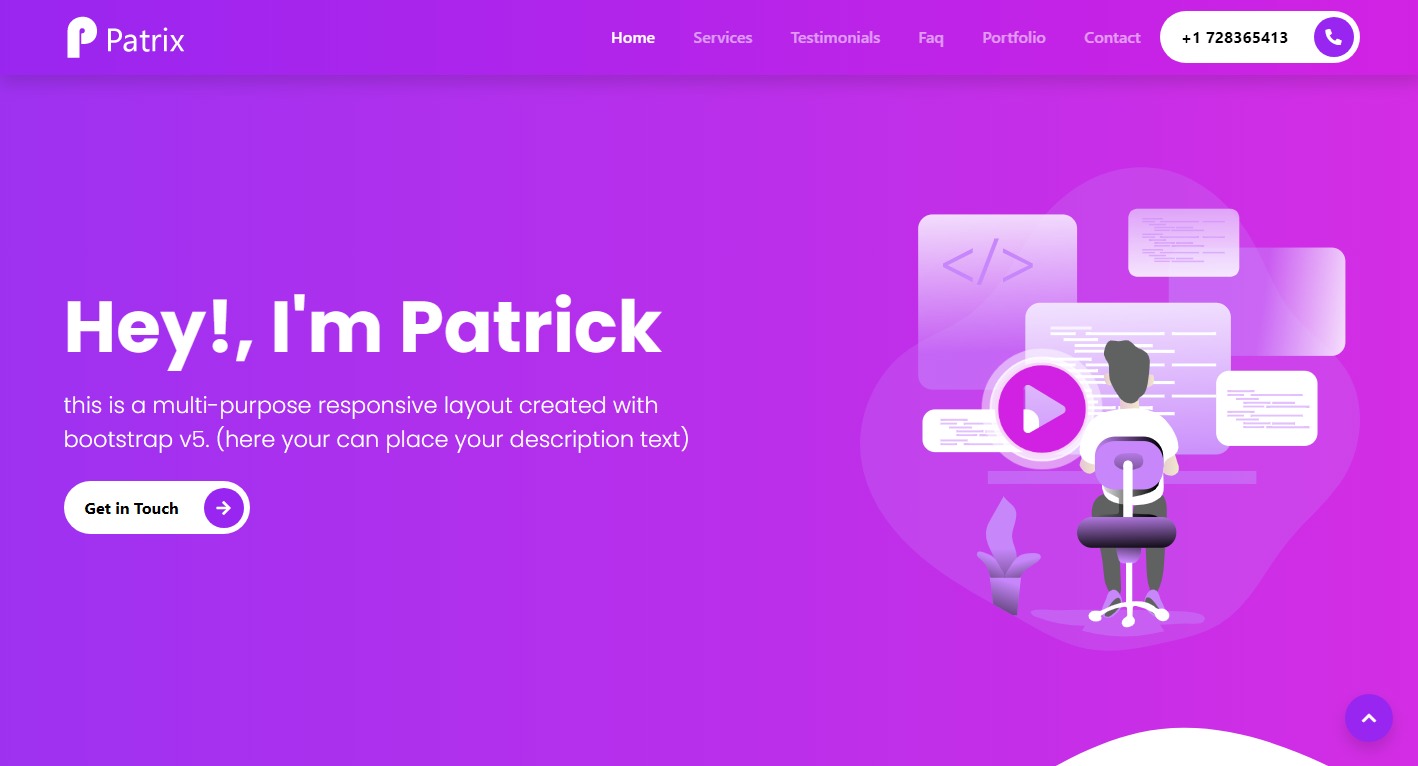 Patrix
Home Services Testimonials Faq Portfolio Contact +1 728365413
</>
Hey!, I'm Patrick
this is a multi-purpose responsive layout created with
bootstrap v5. (here your can place your description text)
Get in Touch